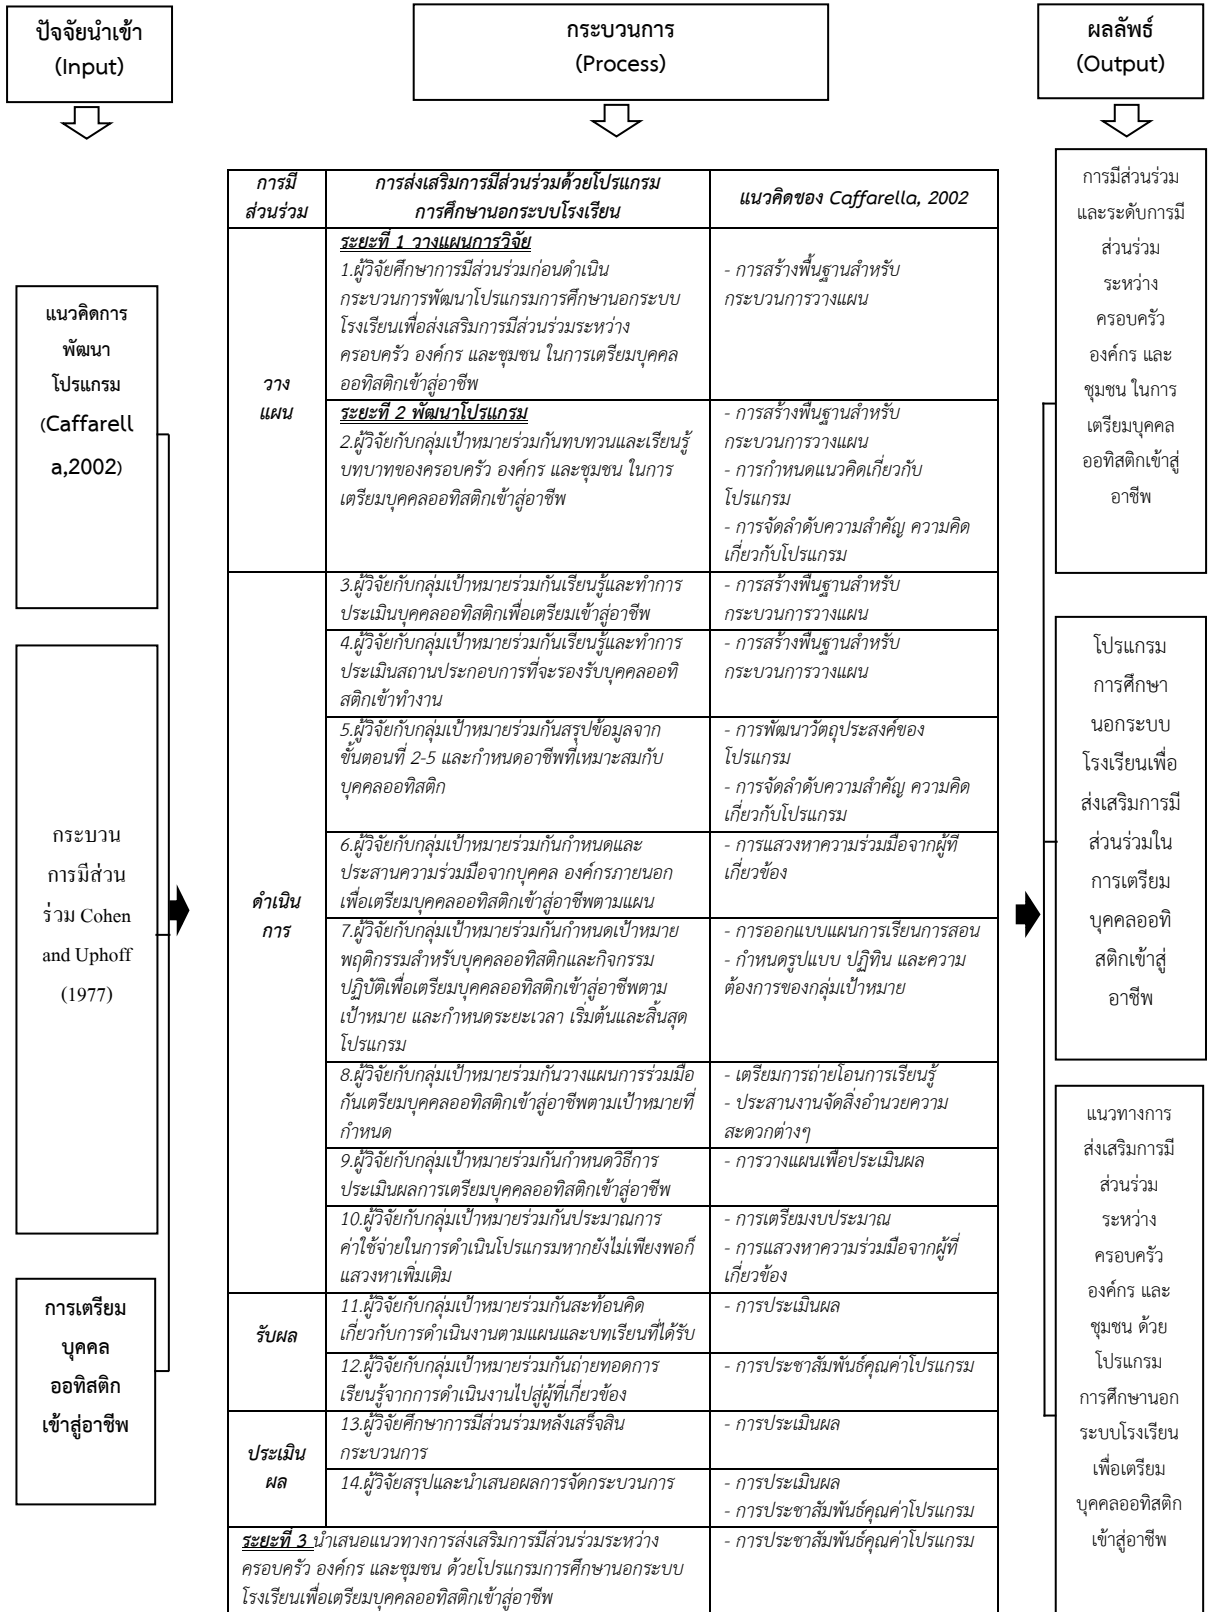 ปัจจัยนำเข้า
(Input)
กระบวนการ
(Process)
ผลลัพธ์
(Output)
แนวคิดการ
พัฒนา
โปรแกรม
(Caffarell
a,2002)
กระบวน
การมีส่วน
ร่วม Cohen
and Uphoff
(1977)
การเตรียม
บุคคล
ออทิสติก
เข้าสู่อาชีพ
การมี
ส่วนร่วม
การส่งเสริมการมีส่วนร่วมด้วยโปรแกรม
การศึกษานอกระบบโรงเรียน
แนวคิดของ Caffarella, 2002
วาง
แผน
ระยะที่ 1 วางแผนการวิจัย
1.ผู้วิจัยศึกษาการมีส่วนร่วมก่อนดำเนิน
กระบวนการพัฒนาโปรแกรมการศึกษานอกระบบ
โรงเรียนเพื่อส่งเสริมการมีส่วนร่วมระหว่าง
ครอบครัว องค์กร และชุมชน ในการเตรียมบุคคล
ออทิสติกเข้าสู่อาชีพ
- การสร้างพื้นฐานสำหรับ
กระบวนการวางแผน
ระยะที่ 2 พัฒนาโปรแกรม
2.ผู้วิจัยกับกลุ่มเป้าหมายร่วมกันทบทวนและเรียนรู้
บทบาทของครอบครัว องค์กร และชุมชน ในการ
เตรียมบุคคลออทิสติกเข้าสู่อาชีพ
- การสร้างพื้นฐานสำหรับ
กระบวนการวางแผน
- การกำหนดแนวคิดเกี่ยวกับ
โปรแกรม
- การจัดลำดับความสำคัญ ความคิด
เกี่ยวกับโปรแกรม
ดำเนิน
การ
3.ผู้วิจัยกับกลุ่มเป้าหมายร่วมกันเรียนรู้และทำการ
ประเมินบุคคลออทิสติกเพื่อเตรียมเข้าสู่อาชีพ
- การสร้างพื้นฐานสำหรับ
กระบวนการวางแผน
4.ผู้วิจัยกับกลุ่มเป้าหมายร่วมกันเรียนรู้และทำการ
ประเมินสถานประกอบการที่จะรองรับบุคคลออทิ
สติกเข้าทำงาน
- การสร้างพื้นฐานสำหรับ
กระบวนการวางแผน
5.ผู้วิจัยกับกลุ่มเป้าหมายร่วมกันสรุปข้อมูลจาก
ขั้นตอนที่ 2-5 และกำหนดอาชีพที่เหมาะสมกับ
บุคคลออทิสติก
- การพัฒนาวัตถุประสงค์ของ
โปรแกรม
- การจัดลำดับความสำคัญ ความคิด
เกี่ยวกับโปรแกรม
6.ผู้วิจัยกับกลุ่มเป้าหมายร่วมกันกำหนดและ
ประสานความร่วมมือจากบุคคล องค์กรภายนอก
เพื่อเตรียมบุคคลออทิสติกเข้าสู่อาชีพตามแผน
- การแสวงหาความร่วมมือจากผู้ที่
เกี่ยวข้อง
7.ผู้วิจัยกับกลุ่มเป้าหมายร่วมกันกำหนดเป้าหมาย
พฤติกรรมสำหรับบุคคลออทิสติกและกิจกรรม
ปฏิบัติเพื่อเตรียมบุคคลออทิสติกเข้าสู่อาชีพตาม
เป้าหมาย และกำหนดระยะเวลา เริ่มต้นและสิ้นสุด
โปรแกรม
- การออกแบบแผนการเรียนการสอน
- กำหนดรูปแบบ ปฏิทิน และความ
ต้องการของกลุ่มเป้าหมาย
8.ผู้วิจัยกับกลุ่มเป้าหมายร่วมกันวางแผนการร่วมมือ
กันเตรียมบุคคลออทิสติกเข้าสู่อาชีพตามเป้าหมายที่
กำหนด
- เตรียมการถ่ายโอนการเรียนรู้
- ประสานงานจัดสิ่งอำนวยความ
สะดวกต่างๆ
9.ผู้วิจัยกับกลุ่มเป้าหมายร่วมกันกำหนดวิธีการ
ประเมินผลการเตรียมบุคคลออทิสติกเข้าสู่อาชีพ
- การวางแผนเพื่อประเมินผล
10.ผู้วิจัยกับกลุ่มเป้าหมายร่วมกันประมาณการ
ค่าใช้จ่ายในการดำเนินโปรแกรมหากยังไม่เพียงพอก็
แสวงหาเพิ่มเติม
- การเตรียมงบประมาณ
- การแสวงหาความร่วมมือจากผู้ที่
เกี่ยวข้อง
รับผล
11.ผู้วิจัยกับกลุ่มเป้าหมายร่วมกันสะท้อนคิด
เกี่ยวกับการดำเนินงานตามแผนและบทเรียนที่ได้รับ
- การประเมินผล
12.ผู้วิจัยกับกลุ่มเป้าหมายร่วมกันถ่ายทอดการ
เรียนรู้จากการดำเนินงานไปสู่ผู้ที่เกี่ยวข้อง
- การประชาสัมพันธ์คุณค่าโปรแกรม
ประเมิน
ผล
13.ผู้วิจัยศึกษาการมีส่วนร่วมหลังเสร็จสิน
กระบวนการ
- การประเมินผล
14.ผู้วิจัยสรุปและนำเสนอผลการจัดกระบวนการ
- การประเมินผล
- การประชาสัมพันธ์คุณค่าโปรแกรม
ระยะที่ 3 นำเสนอแนวทางการส่งเสริมการมีส่วนร่วมระหว่าง
ครอบครัว องค์กร และชุมชน ด้วยโปรแกรมการศึกษานอกระบบ
โรงเรียนเพื่อเตรียมบุคคลออทิสติกเข้าสู่อาชีพ
- การประชาสัมพันธ์คุณค่าโปรแกรม
การมีส่วนร่วม
และระดับการมี
ส่วนร่วม
ระหว่าง
ครอบครัว
องค์กร และ
ชุมชน ในการ
เตรียมบุคคล
ออทิสติกเข้าสู่
อาชีพ
โปรแกรม
การศึกษา
นอกระบบ
โรงเรียนเพื่อ
ส่งเสริมการมี
ส่วนร่วมใน
การเตรียม
บุคคลออทิ
สติกเข้าสู่
อาชีพ
แนวทางการ
ส่งเสริมการมี
ส่วนร่วม
ระหว่าง
ครอบครัว
องค์กร และ
ชุมชน ด้วย
โปรแกรม
การศึกษานอก
ระบบโรงเรียน
เพื่อเตรียม
บุคคลออทิสติก
เข้าสู่อาชีพ